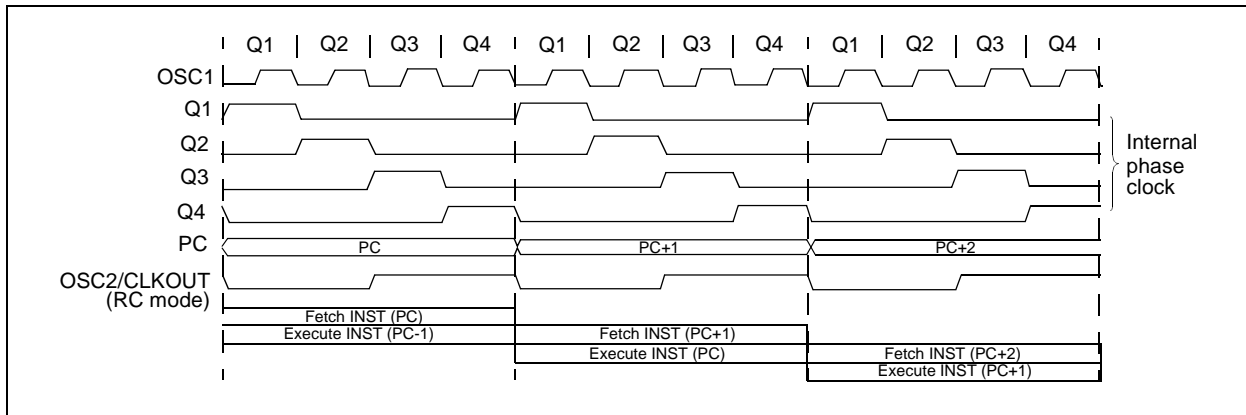 Q1 Q2 Q3 Q4 Q1 Q2 Q3 Q4 Q1 Q2 Q3 Q4
OSC1
Q1
Q2
Internal
phase
clock
Q3
Q4
PC PC PC+1 PC+2
OSC2/CLKOUT
(RC mode)
Fetch INST (PC)
Execute INST (PC-1) Fetch INST (PC+1)
Execute INST (PC) Fetch INST (PC+2)
Execute INST (PC+1)